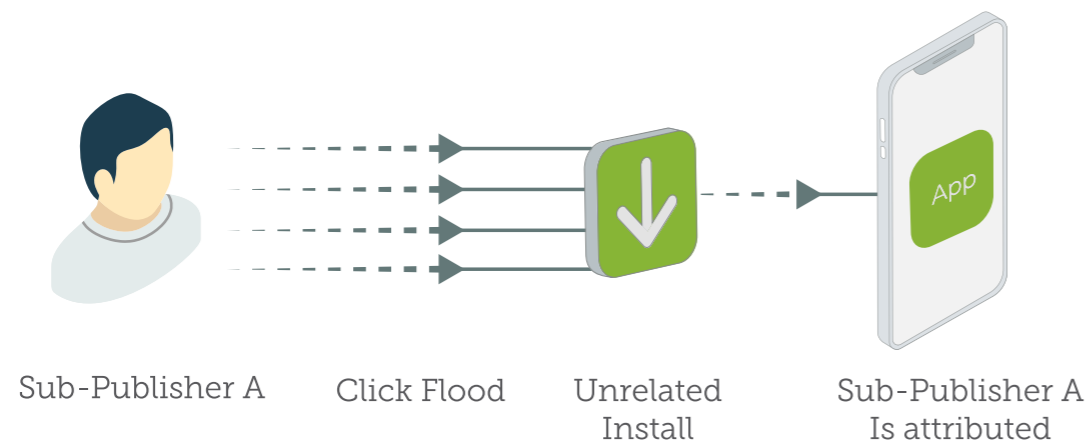 App
Sub-Publisher A
Click Flood
Unrelated
Install
Sub-Publisher A
Is attributed